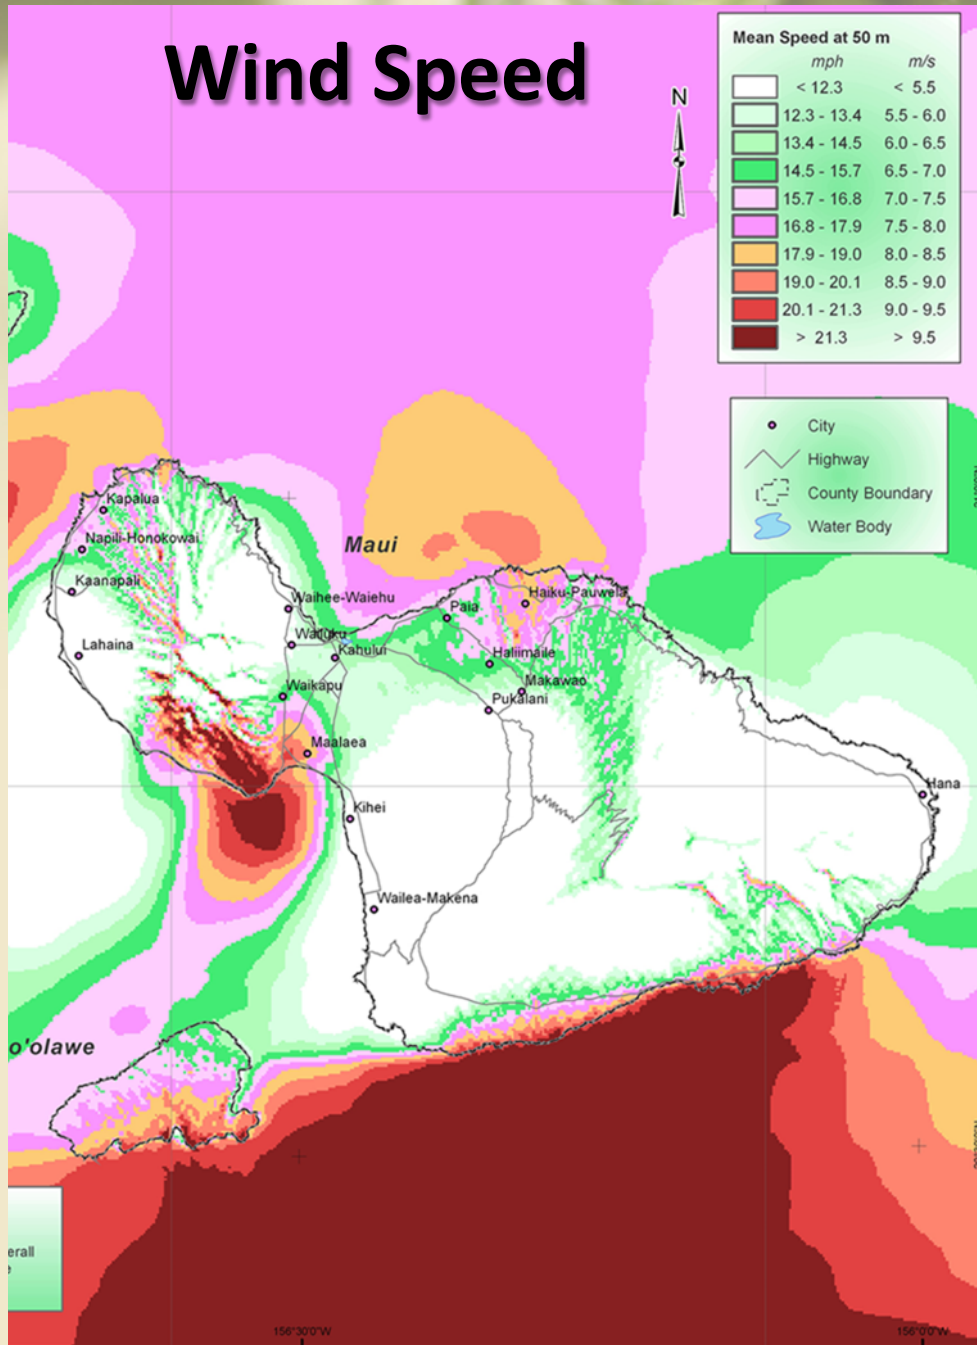 Wind Speed
N
Mean Speed at 50 m
mph m/s
< 12.3 < 5.5
12.3 - 13.4 5.5 - 6.0
13.4 - 14.5 6.0 - 6.5
14.5 - 15.7 6.5 - 7.0
15.7 - 16.8 7.0 - 7.5
16.8 - 17.9 7.5 - 8.0
17.9 - 19.0 8.0 - 8.5
19.0 - 20.1 8.5 - 9.0
20.1 - 21.3 9.0 - 9.5
> 21.3 > 9.5
City
Highway
County Boundary
Water Body
Kapalua
Napili-Honokowai
Maui
Kaanapali
Haiku-Pauwela
Waihee-Waiehu
Paia
Wailuku
Lahaina
Kahului
Haliimaile
Makawao
Waikapu
Pukalani
Maalaea
Hana
Kihei
Wailea-Makena
o'olawe
erall
156°30'0"W
156°0'0"W